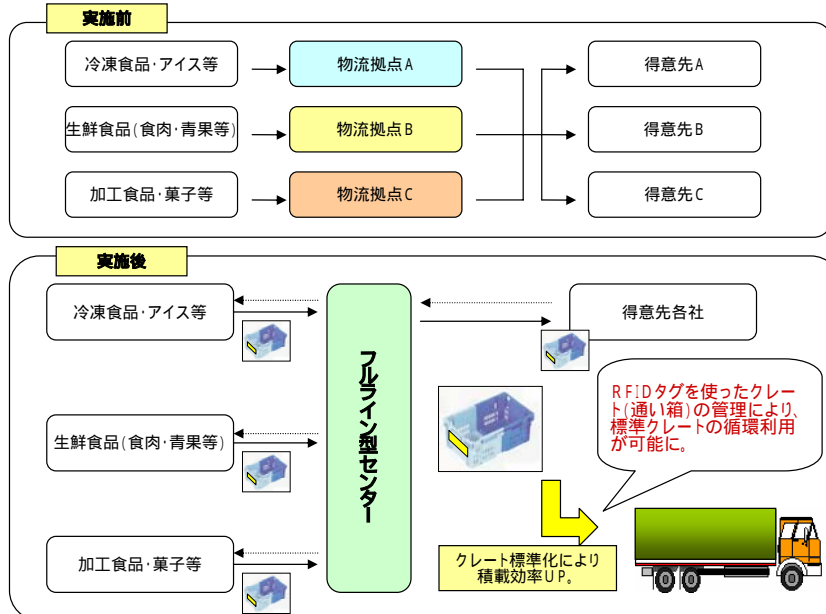 実施前
冷凍食品･アイス等
物流拠点A
得意先A
生鮮食品(食肉･青果等)
物流拠点B
得意先B
加工食品･菓子等
物流拠点C
得意先C
実施後
冷凍食品･アイス等
得意先各社
フルライン型センター
RFIDタグを使ったクレー
ト(通い箱)の管理により、
標準クレートの循環利用
が可能に。
生鮮食品(食肉･青果等)
クレート標準化により
積載効率UP。
加工食品･菓子等